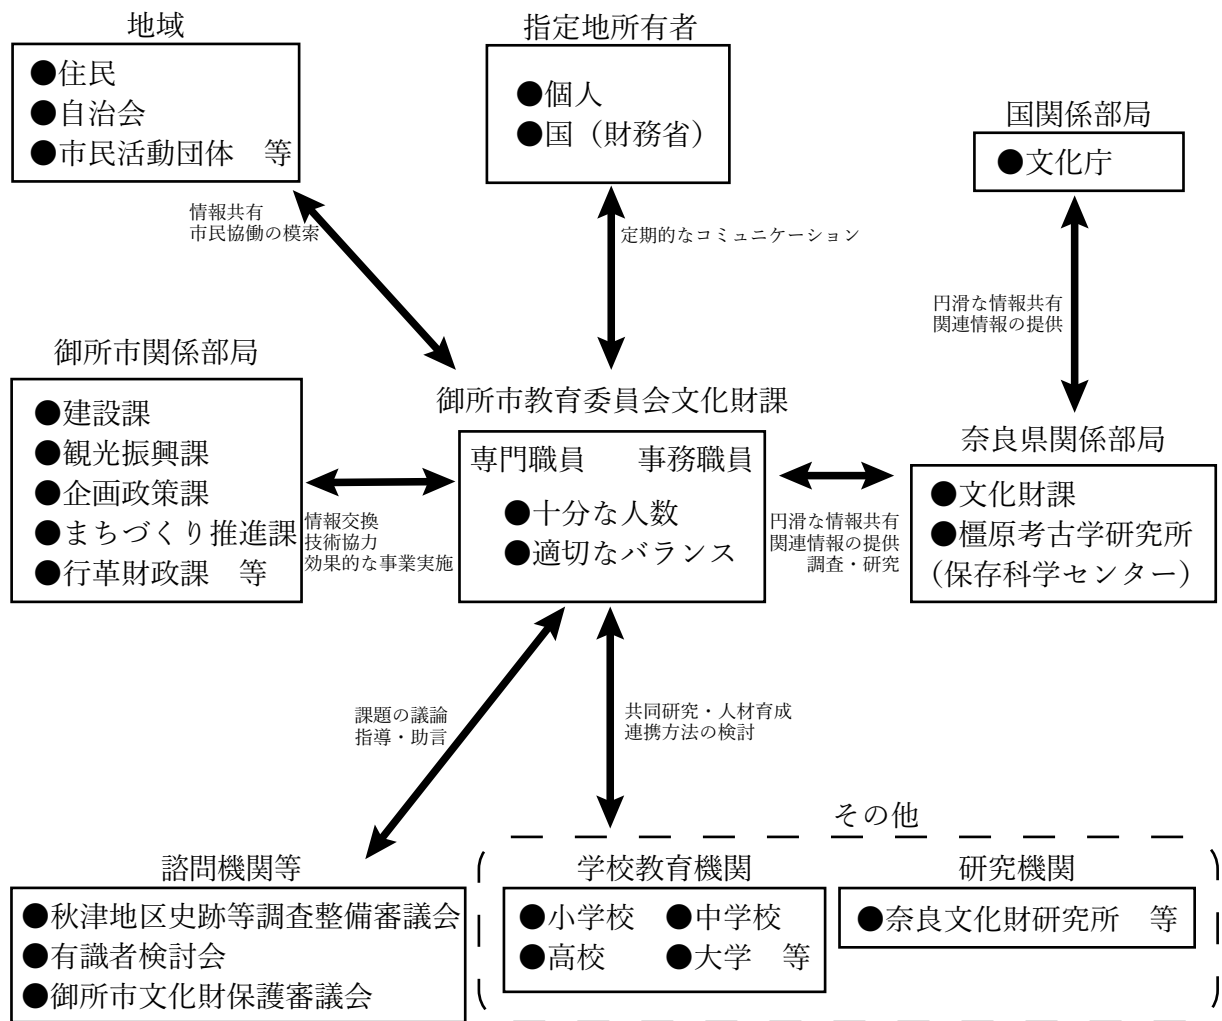 地域
●住民
●自治会
●市民活動団体　等
指定地所有者
●個人
●国（財務省）
国関係部局
●文化庁
情報共有
市民協働の模索
定期的なコミュニケーション
円滑な情報共有
関連情報の提供
御所市関係部局
●建設課
●観光振興課
●企画政策課
●まちづくり推進課
●行革財政課　等
情報交換
技術協力
効果的な事業実施
御所市教育委員会文化財課
専門職員　事務職員
●十分な人数
●適切なバランス
円滑な情報共有
関連情報の提供
調査・研究
奈良県関係部局
●文化財課
●橿原考古学研究所
（保存科学センター）
課題の議論
指導・助言
共同研究・人材育成
連携方法の検討
諮問機関等
●秋津地区史跡等調査整備審議会
●有識者検討会
●御所市文化財保護審議会
その他
学校教育機関
●小学校　●中学校
●高校　●大学　等
研究機関
●奈良文化財研究所　等